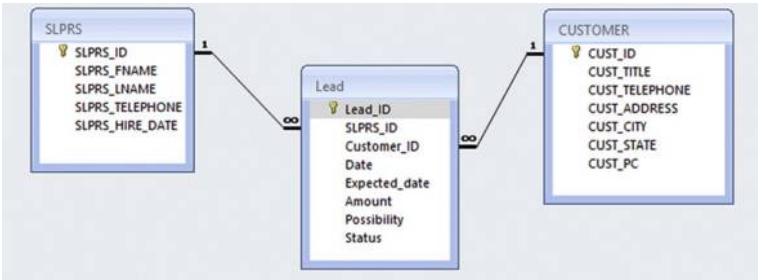 SLPRS
SLPRS_ID
SLPRS_FNAME
SLPRS_LNAME
SLPRS_TELEPHONE
SLPRS_HIRE_DATE
1
∞
Lead
Lead_ID
SLPRS_ID
Customer_ID
Date
Expected_date
Amount
Possibility
Status
∞
1
CUSTOMER
CUST_ID
CUST_TITLE
CUST_TELEPHONE
CUST_ADDRESS
CUST_CITY
CUST_STATE
CUST_PC